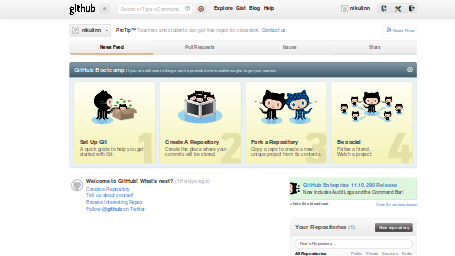 github
Search or Type a Command
Explore Gist Blog Help
nikulinn
nikulinn
ProTip™ Teachers and students can get free repos for classwork. Contact us.
News Feed
News Feed Pull Requests Issues Stars
GitHub Bootcamp If you are still new to things, we've provided a few walkthroughs to get you started.
1 2 3 4
Set Up Git
A quick guide to help you get
started with Git.
Create A Repository
Create the place where your
commits will be stored.
Fork a Repository
Copy a repo to create a new,
unique project from its contents.
Be social
Follow a friend.
Watch a project.
Welcome to GitHub! What's next? (18 days ago)
Create a Repository
Tell us about yourself
Browse Interesting Repos
Follow @github on Twitter
GitHub Enterprise 11.10.290 Release
Now includes Audit Logs and the Command Bar!
View 3 new broadcasts
Your Repositories (1)
New repository
Find a Repository...
All Repositories Public Private Sources Forks